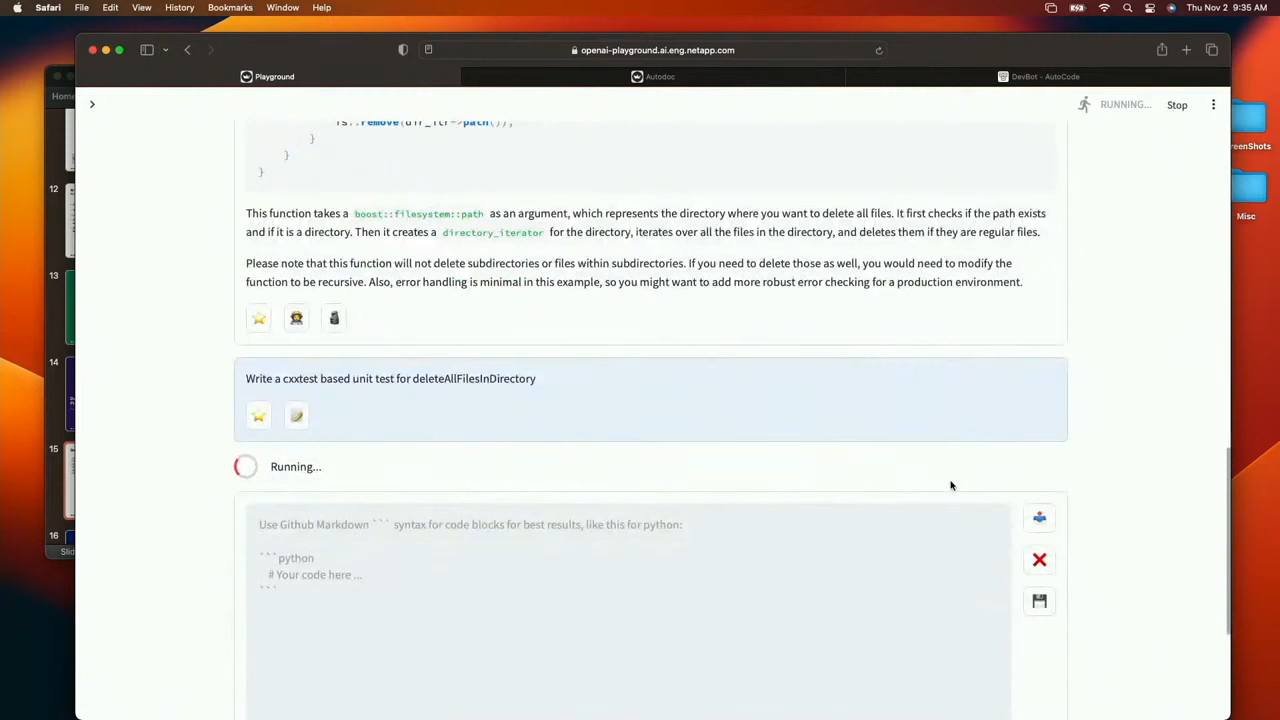 Safari File Edit View History Bookmarks Window Help Thu Nov 2 9:35 AM
openai-playground.ai.eng.netapp.com
Playground Autodoc DevBot - AutoCode
Home
RUNNING... Stop
fs::remove(dir_itr->path());
}
}
}
This function takes a boost::filesystem::path as an argument, which represents the directory where you want to delete all files. It first checks if the path exists
and if it is a directory. Then it creates a directory_iterator for the directory, iterates over all the files in the directory, and deletes them if they are regular files.
Please note that this function will not delete subdirectories or files within subdirectories. If you need to delete those as well, you would need to modify the
function to be recursive. Also, error handling is minimal in this example, so you might want to add more robust error checking for a production environment.
Write a cxxtest based unit test for deleteAllFilesInDirectory
Running...
Use Github Markdown ``` syntax for code blocks for best results, like this for python:
```python
# Your code here ...
```
12
13
14
15
16
Slid
reenShots
Misc